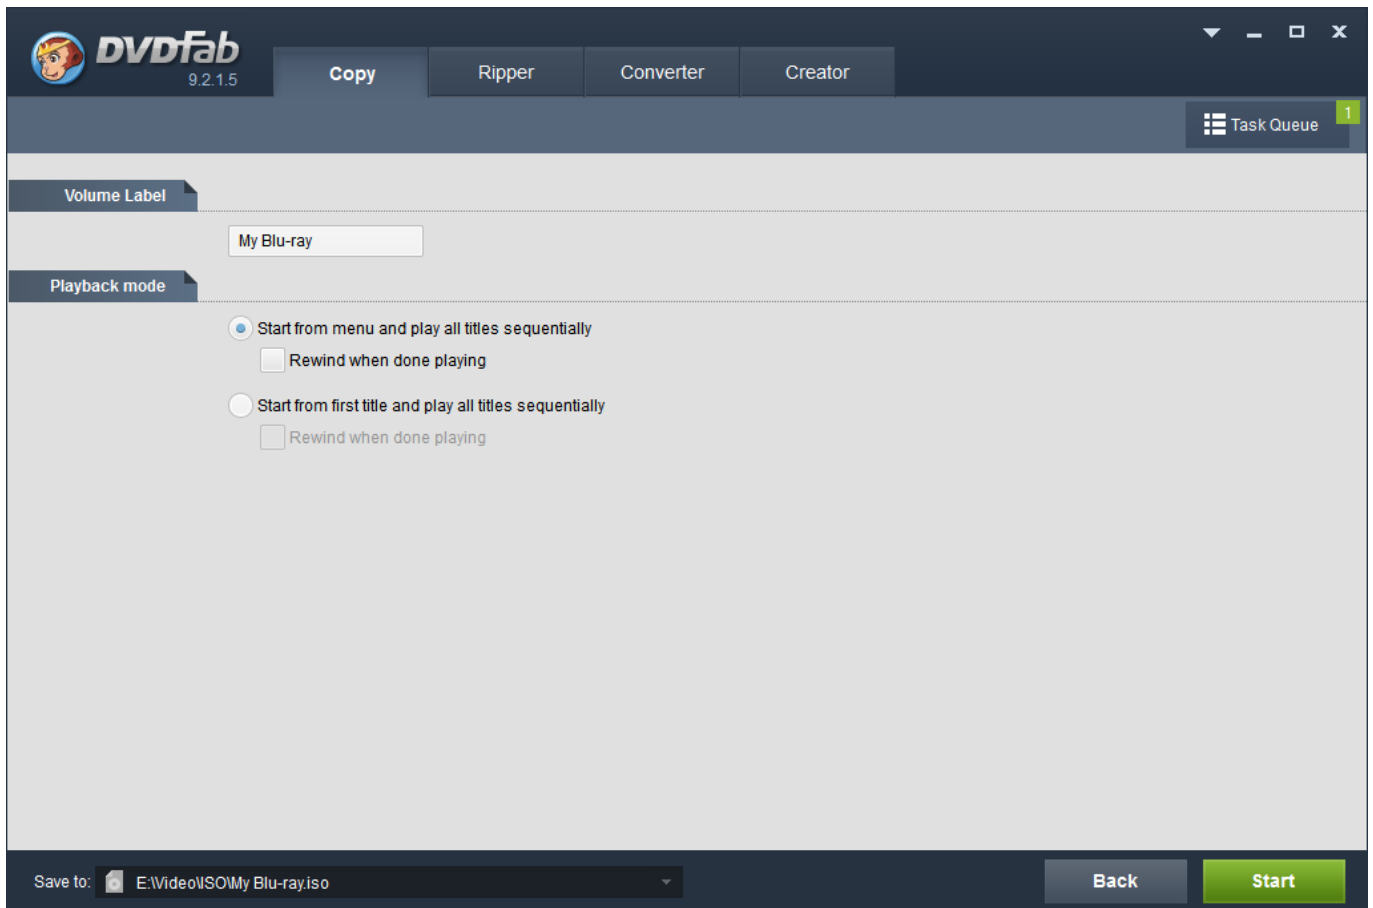 DVDFab
9.2.1.5
Copy
Ripper
Converter
Creator
Task Queue
1
Volume Label
My Blu-ray
Playback mode
Start from menu and play all titles sequentially
Rewind when done playing
Start from first title and play all titles sequentially
Rewind when done playing
Save to:
E:\Video\ISO\My Blu-ray.iso
Back
Start